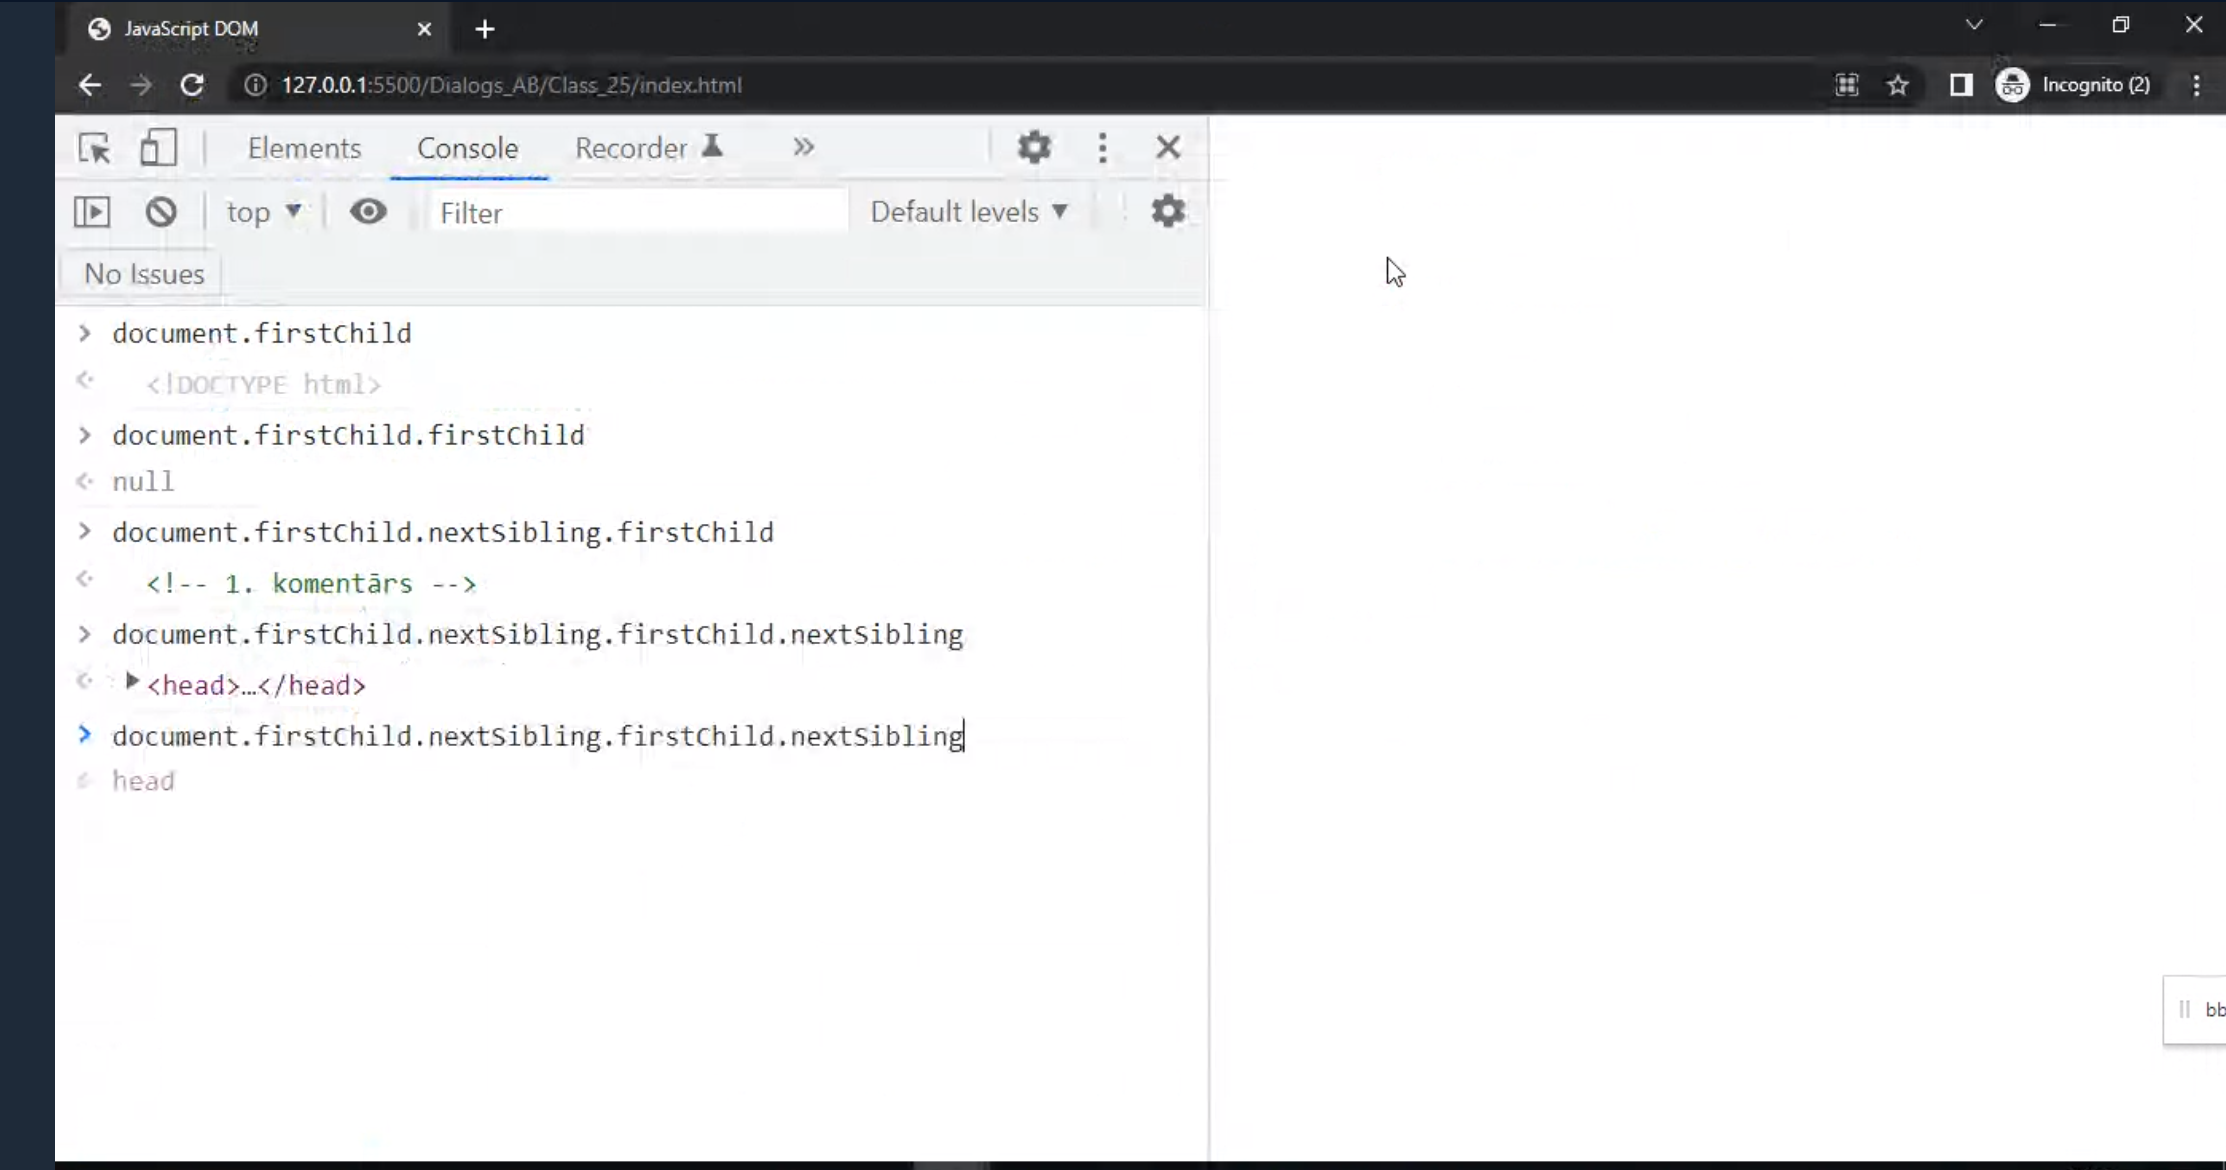 JavaScript DOM
127.0.0.1:5500/Dialogs_AB/Class_25/index.html
Incognito (2)
Elements Console Recorder
top Filter Default levels
No Issues
document.firstChild
<!DOCTYPE html>
document.firstChild.firstChild
null
document.firstChild.nextSibling.firstChild
<!-- 1. komentārs -->
document.firstChild.nextSibling.firstChild.nextSibling
<head>…</head>
document.firstChild.nextSibling.firstChild.nextSibling
head